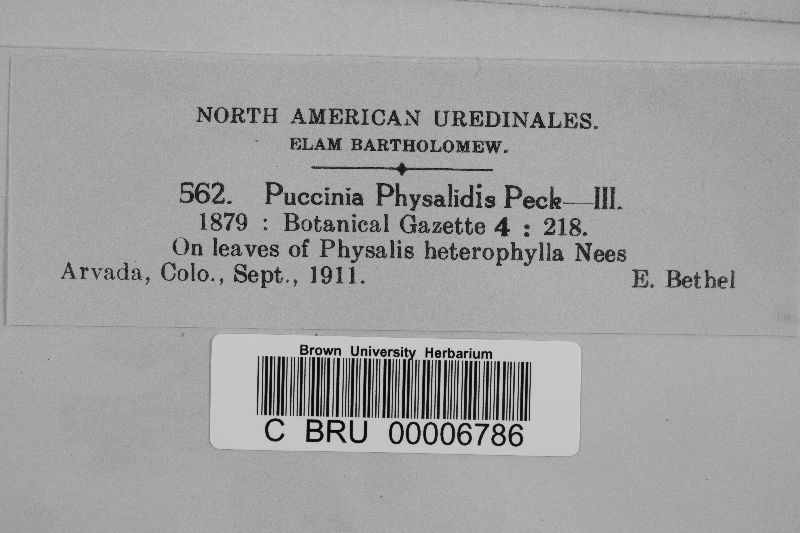 NORTH AMERICAN UREDINALES.
ELAM BARTHOLOMEW.
562. Puccinia Physalidis Peck—III.
1879 : Botanical Gazette 4 : 218.
On leaves of Physalis heterophylla Nees
Arvada, Colo., Sept., 1911. E. Bethel
Brown University Herbarium
C BRU 00006786